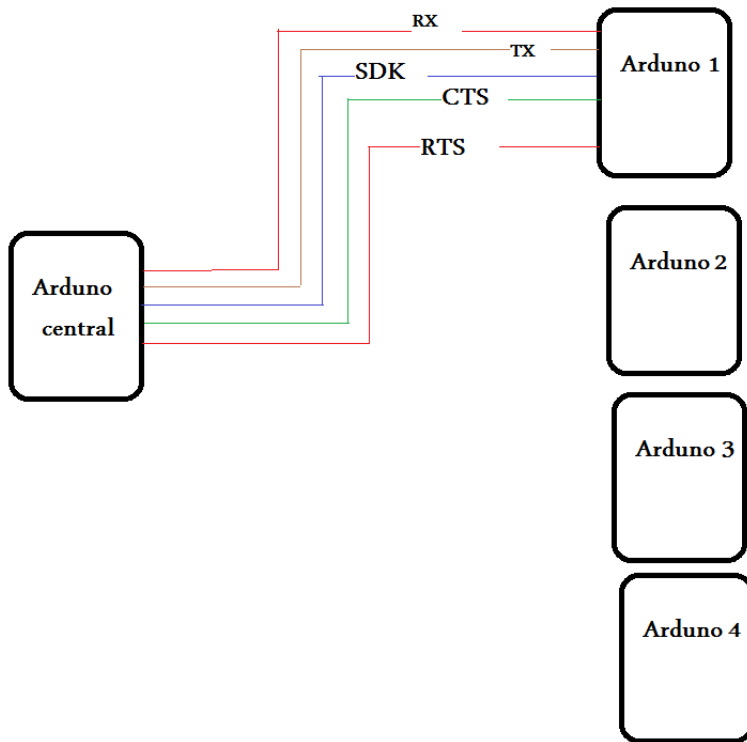 RX
TX
SDK
CTS
RTS
Arduno 1
Arduno 2
Arduno
central
Arduno 3
Arduno 4